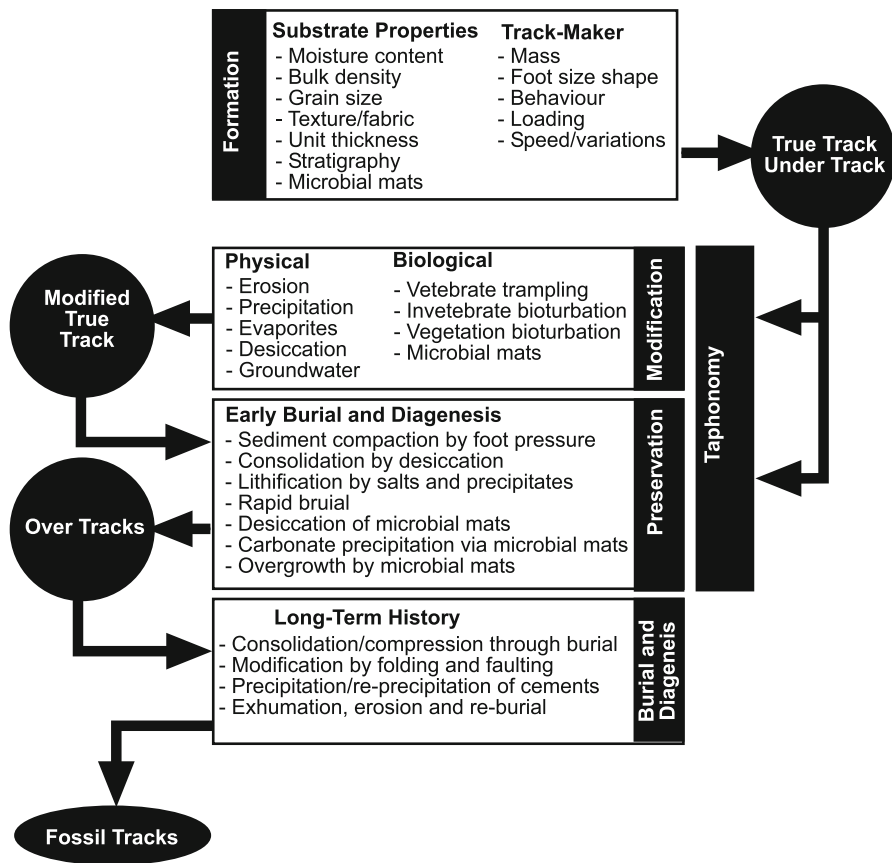 Formation
Substrate Properties
- Moisture content
- Bulk density
- Grain size
- Texture/fabric
- Unit thickness
- Stratigraphy
- Microbial mats
Track-Maker
- Mass
- Foot size shape
- Behaviour
- Loading
- Speed/variations
True Track
Under Track
Modified
True
Track
Physical
- Erosion
- Precipitation
- Evaporites
- Desiccation
- Groundwater
Biological
- Vetebrate trampling
- Invetebrate bioturbation
- Vegetation bioturbation
- Microbial mats
Modification
Taphonomy
Early Burial and Diagenesis
- Sediment compaction by foot pressure
- Consolidation by desiccation
- Lithification by salts and precipitates
- Rapid bruial
- Desiccation of microbial mats
- Carbonate precipitation via microbial mats
- Overgrowth by microbial mats
Preservation
Over Tracks
Long-Term History
- Consolidation/compression through burial
- Modification by folding and faulting
- Precipitation/re-precipitation of cements
- Exhumation, erosion and re-burial
Burial and
Diageneis
Fossil Tracks